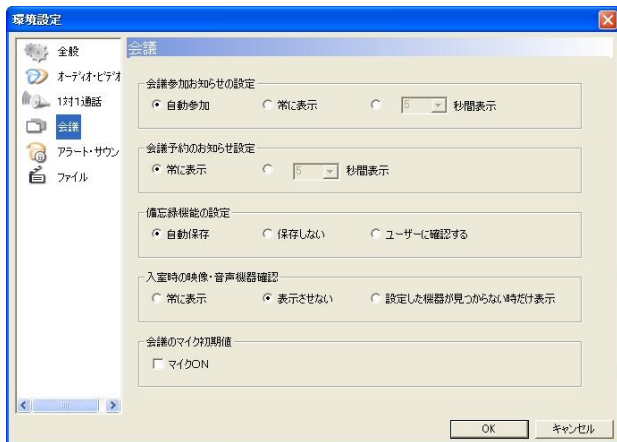 環境設定
全般
オーディオ・ビデオ
1対1通話
会議
アラート・サウン
ファイル
会議
会議参加お知らせの設定
自動参加 常に表示 5 秒間表示
会議予約のお知らせ設定
常に表示 5 秒間表示
備忘録機能の設定
自動保存 保存しない ユーザーに確認する
入室時の映像・音声機器確認
常に表示 表示させない 設定した機器が見つからない時だけ表示
会議のマイク初期値
マイクON
OK キャンセル